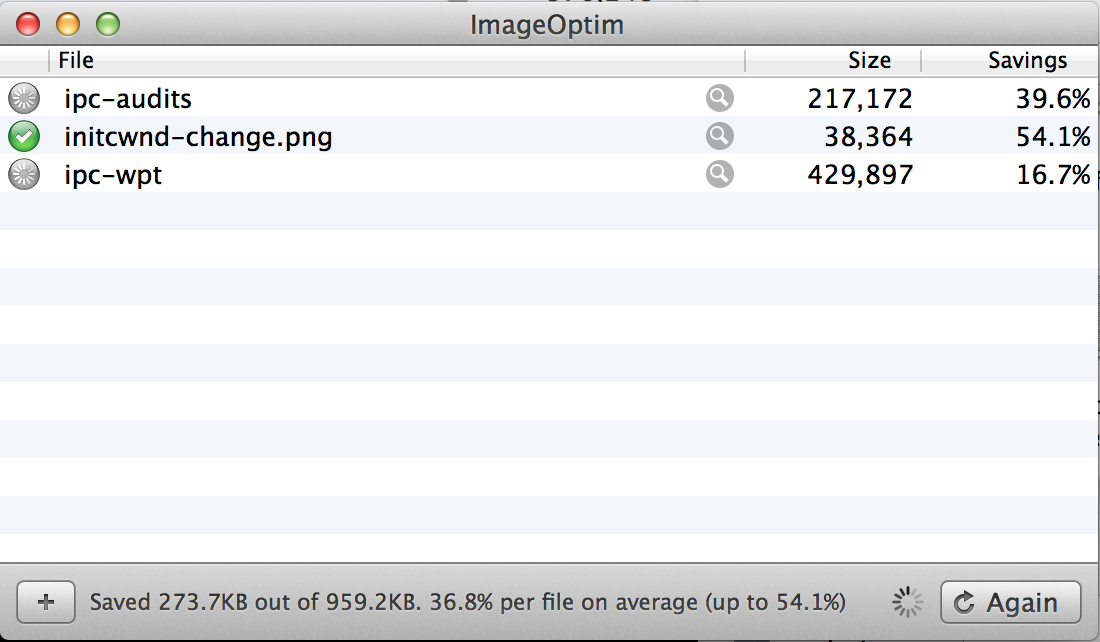 ImageOptim
File Size Savings
ipc-audits 217,172 39.6%
initcwnd-change.png 38,364 54.1%
ipc-wpt 429,897 16.7%
+ Saved 273.7KB out of 959.2KB. 36.8% per file on average (up to 54.1%) Again